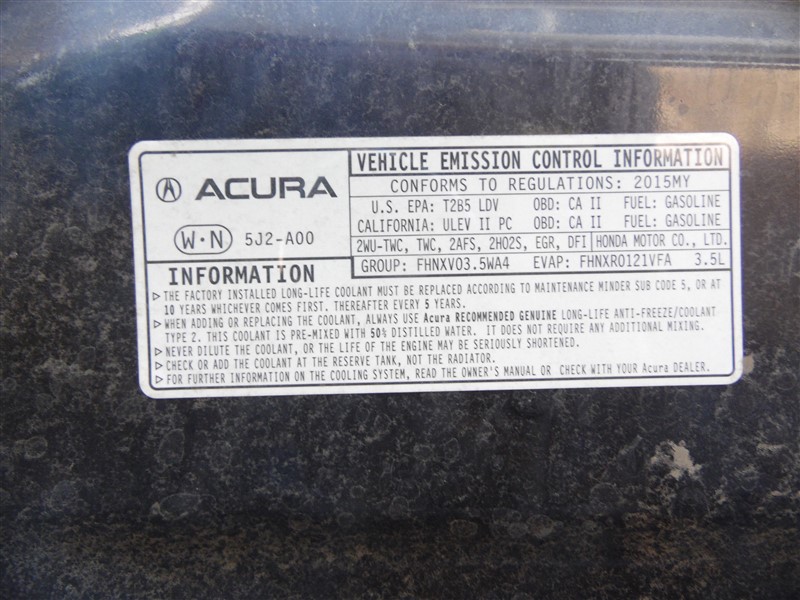 ACURA
W·N 5J2-A00
VEHICLE EMISSION CONTROL INFORMATION
CONFORMS TO REGULATIONS: 2015MY
U.S. EPA: T2B5 LDV OBD: CA II FUEL: GASOLINE
CALIFORNIA: ULEV II PC OBD: CA II FUEL: GASOLINE
2WU-TWC, TWC, 2AFS, 2HO2S, EGR, DFI HONDA MOTOR CO., LTD.
GROUP: FHNXV03.5WA4 EVAP: FHNXR0121VFA 3.5L
INFORMATION
▷THE FACTORY INSTALLED LONG-LIFE COOLANT MUST BE REPLACED ACCORDING TO MAINTENANCE MINDER SUB CODE 5, OR AT
10 YEARS WHICHEVER COMES FIRST. THEREAFTER EVERY 5 YEARS.
▷WHEN ADDING OR REPLACING THE COOLANT, ALWAYS USE Acura RECOMMENDED GENUINE LONG-LIFE ANTI-FREEZE/COOLANT
TYPE 2. THIS COOLANT IS PRE-MIXED WITH 50% DISTILLED WATER. IT DOES NOT REQUIRE ANY ADDITIONAL MIXING.
▷NEVER DILUTE THE COOLANT, OR THE LIFE OF THE ENGINE MAY BE SERIOUSLY SHORTENED.
▷CHECK OR ADD THE COOLANT AT THE RESERVE TANK, NOT THE RADIATOR.
▷FOR FURTHER INFORMATION ON THE COOLING SYSTEM, READ THE OWNER'S MANUAL OR CHECK WITH YOUR Acura DEALER.